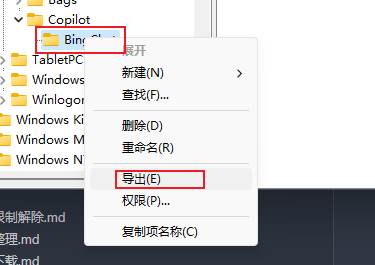 Bags
Copilot
展开
TabletPC
新建(N)
Windows
查找(F)...
Winlogon
Windows Ki
删除(D)
Windows M
重命名(R)
Windows N
导出(E)
权限(P)...
限制解除.md
复制项名称(C)
整理.md
下载.md